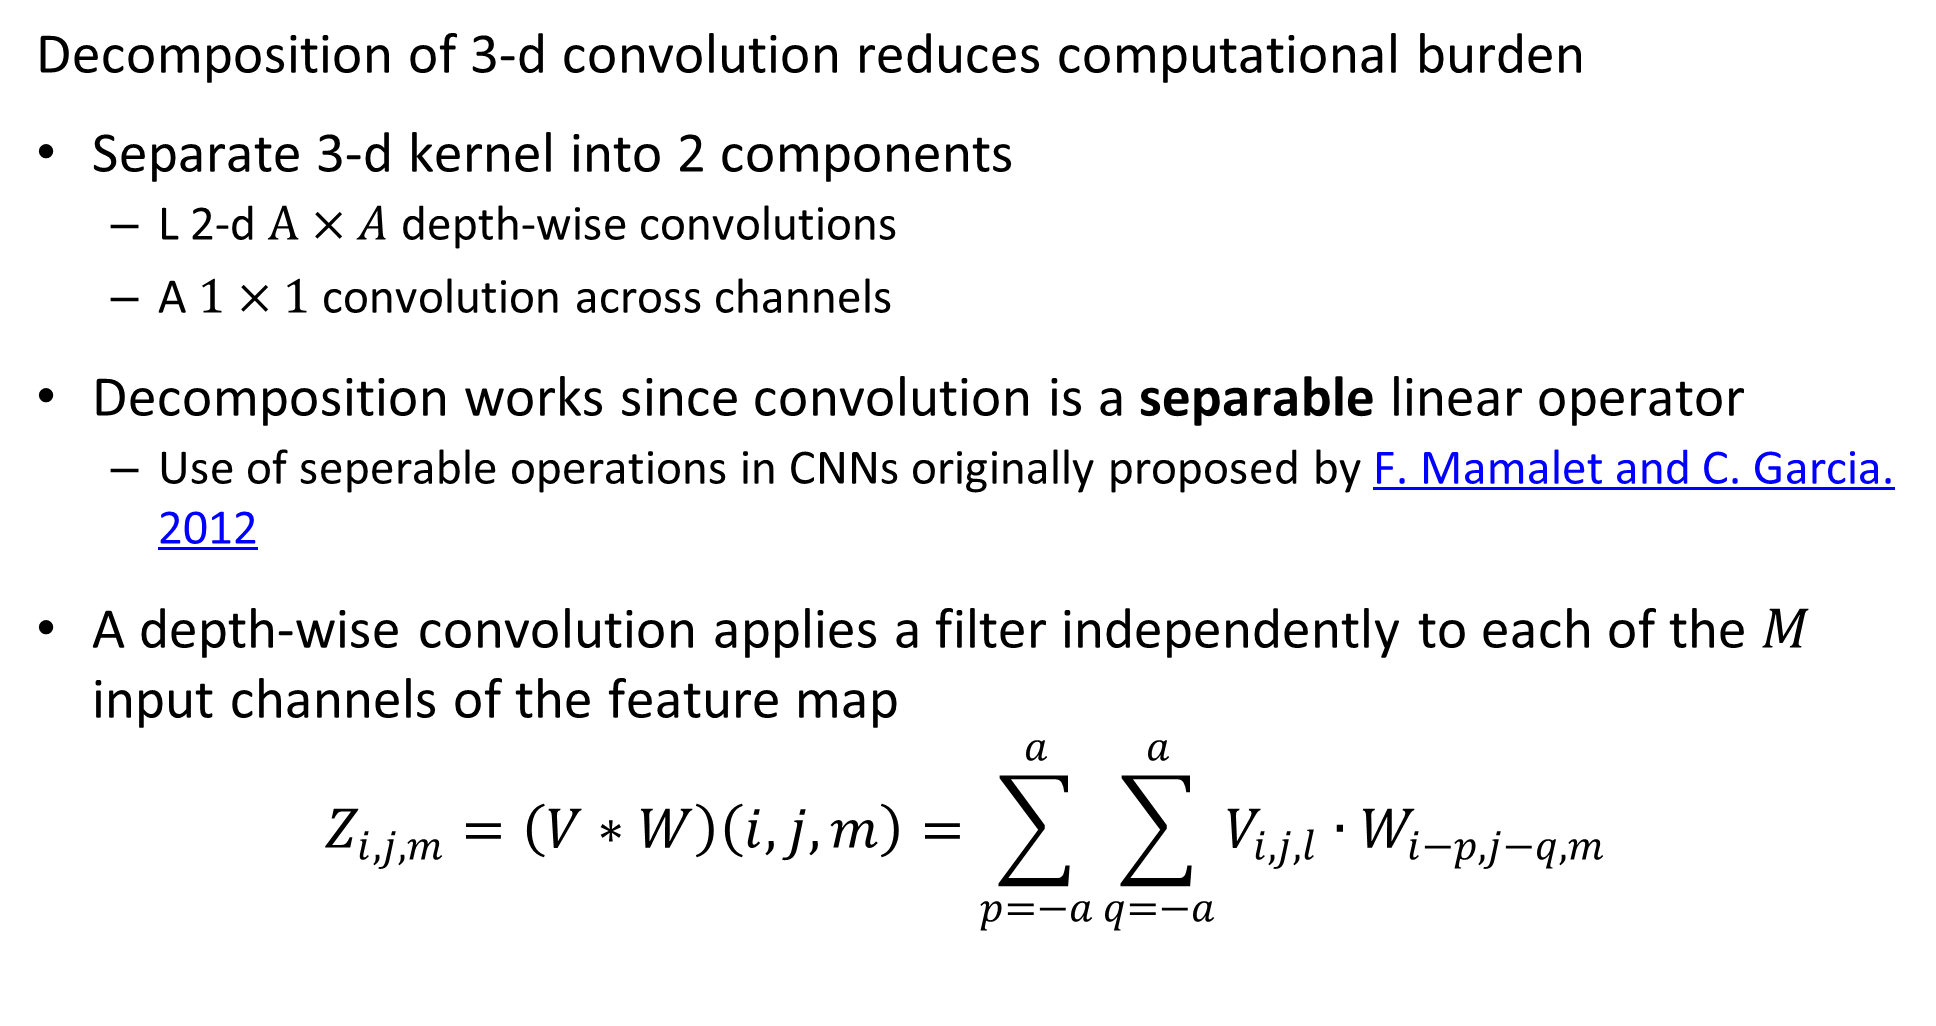 Decomposition of 3-d convolution reduces computational burden
• Separate 3-d kernel into 2 components
– L 2-d A × A depth-wise convolutions
– A 1 × 1 convolution across channels
• Decomposition works since convolution is a separable linear operator
– Use of seperable operations in CNNs originally proposed by F. Mamalet and C. Garcia.
2012
• A depth-wise convolution applies a filter independently to each of the M
input channels of the feature map
Z_{i,j,m} = (V ∗ W)(i, j, m) = ∑_{p=−a}^{a} ∑_{q=−a}^{a} V_{i,j,l} · W_{i−p,j−q,m}